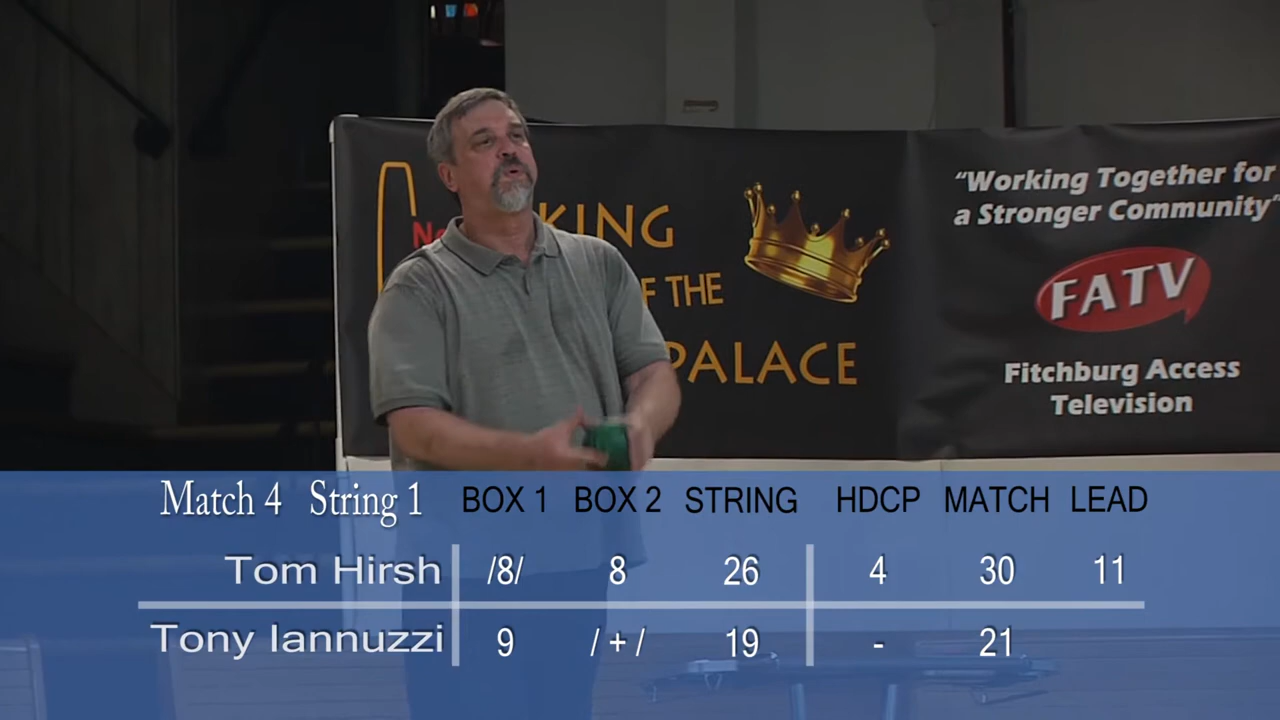 KING
F THE
PALACE
“Working Together for
a Stronger Community”
FATV
Fitchburg Access
Television
Match 4 String 1 BOX 1 BOX 2 STRING HDCP MATCH LEAD
Tom Hirsh /8/ 8 26 4 30 11
Tony Iannuzzi 9 / + / 19 - 21